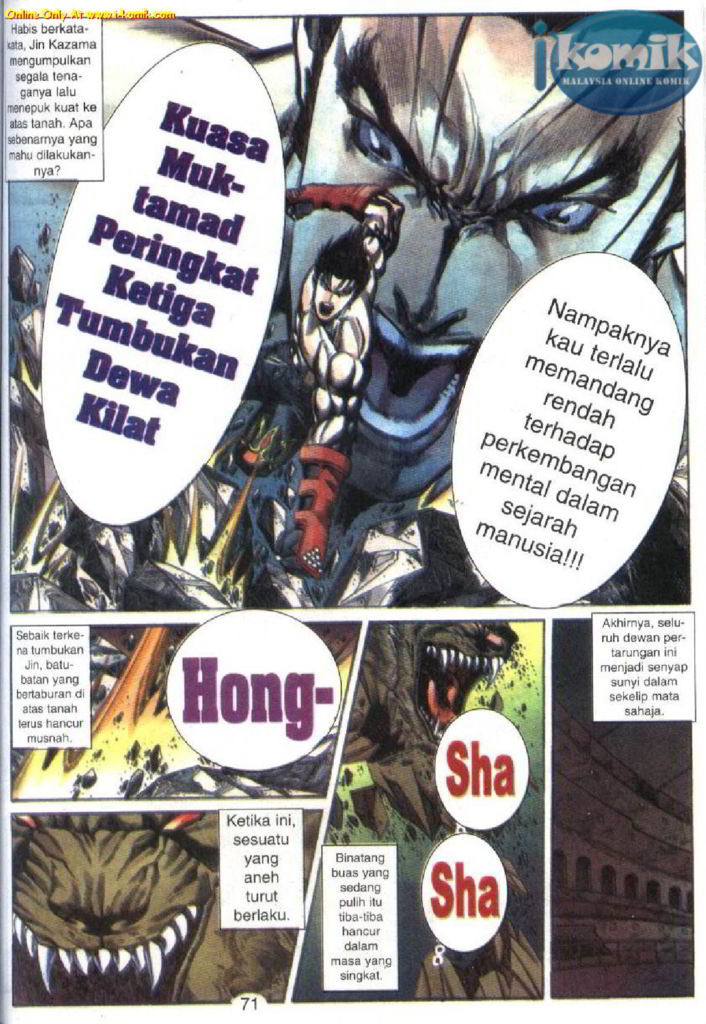 Online Only At www.i-komik.com
ikomik
MALAYSIA ONLINE KOMIK
Habis berkata-
kata, Jin Kazama
mengumpulkan
segala tena-
ganya lalu
menepuk kuat ke
atas tanah. Apa
sebenarnya yang
mahu dilakukan-
nya?
Kuasa
Muk-
tamad
Peringkat
Ketiga
Tumbukan
Dewa
Kilat
Nampaknya
kau terlalu
memandang
rendah
terhadap
perkembangan
mental dalam
sejarah
manusia!!!
Sebaik terke-
na tumbukan
Jin, batu-
batan yang
bertaburan di
atas tanah
terus hancur
musnah.
Hong-
Ketika ini,
sesuatu
yang
aneh
turut
berlaku.
Sha
Sha
Binatang
buas yang
sedang
pulih itu
tiba-tiba
hancur
dalam
masa yang
singkat.
Akhirnya, selu-
ruh dewan per-
tarungan ini
menjadi senyap
sunyi dalam
sekelip mata
sahaja.
71